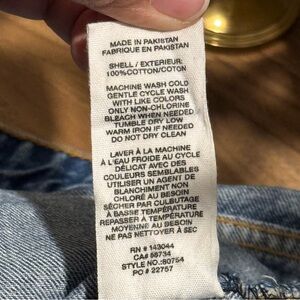 MADE IN PAKISTAN
FABRIQUE EN PAKISTAN
SHELL / EXTERIEUR:
100%COTTON/COTON
MACHINE WASH COLD
GENTLE CYCLE WASH
WITH LIKE COLORS
ONLY NON-CHLORINE
BLEACH WHEN NEEDED
TUMBLE DRY LOW
WARM IRON IF NEEDED
DO NOT DRY CLEAN
LAVER À LA MACHINE
À L'EAU FROIDE AU CYCLE
DÉLICAT AVEC DES
COULEURS SEMBLABLES
UTILISER UN AGENT DE
BLANCHIMENT NON
CHLORÉ AU BESOIN
SÉCHER PAR CULBUTAGE
À BASSE TEMPÉRATURE
REPASSER À TEMPÉRATURE
MOYENNE AU BESOIN
NE PAS NETTOYER À SEC
RN # 143044
CA# 58734
STYLE NO.:80754
PO # 22757